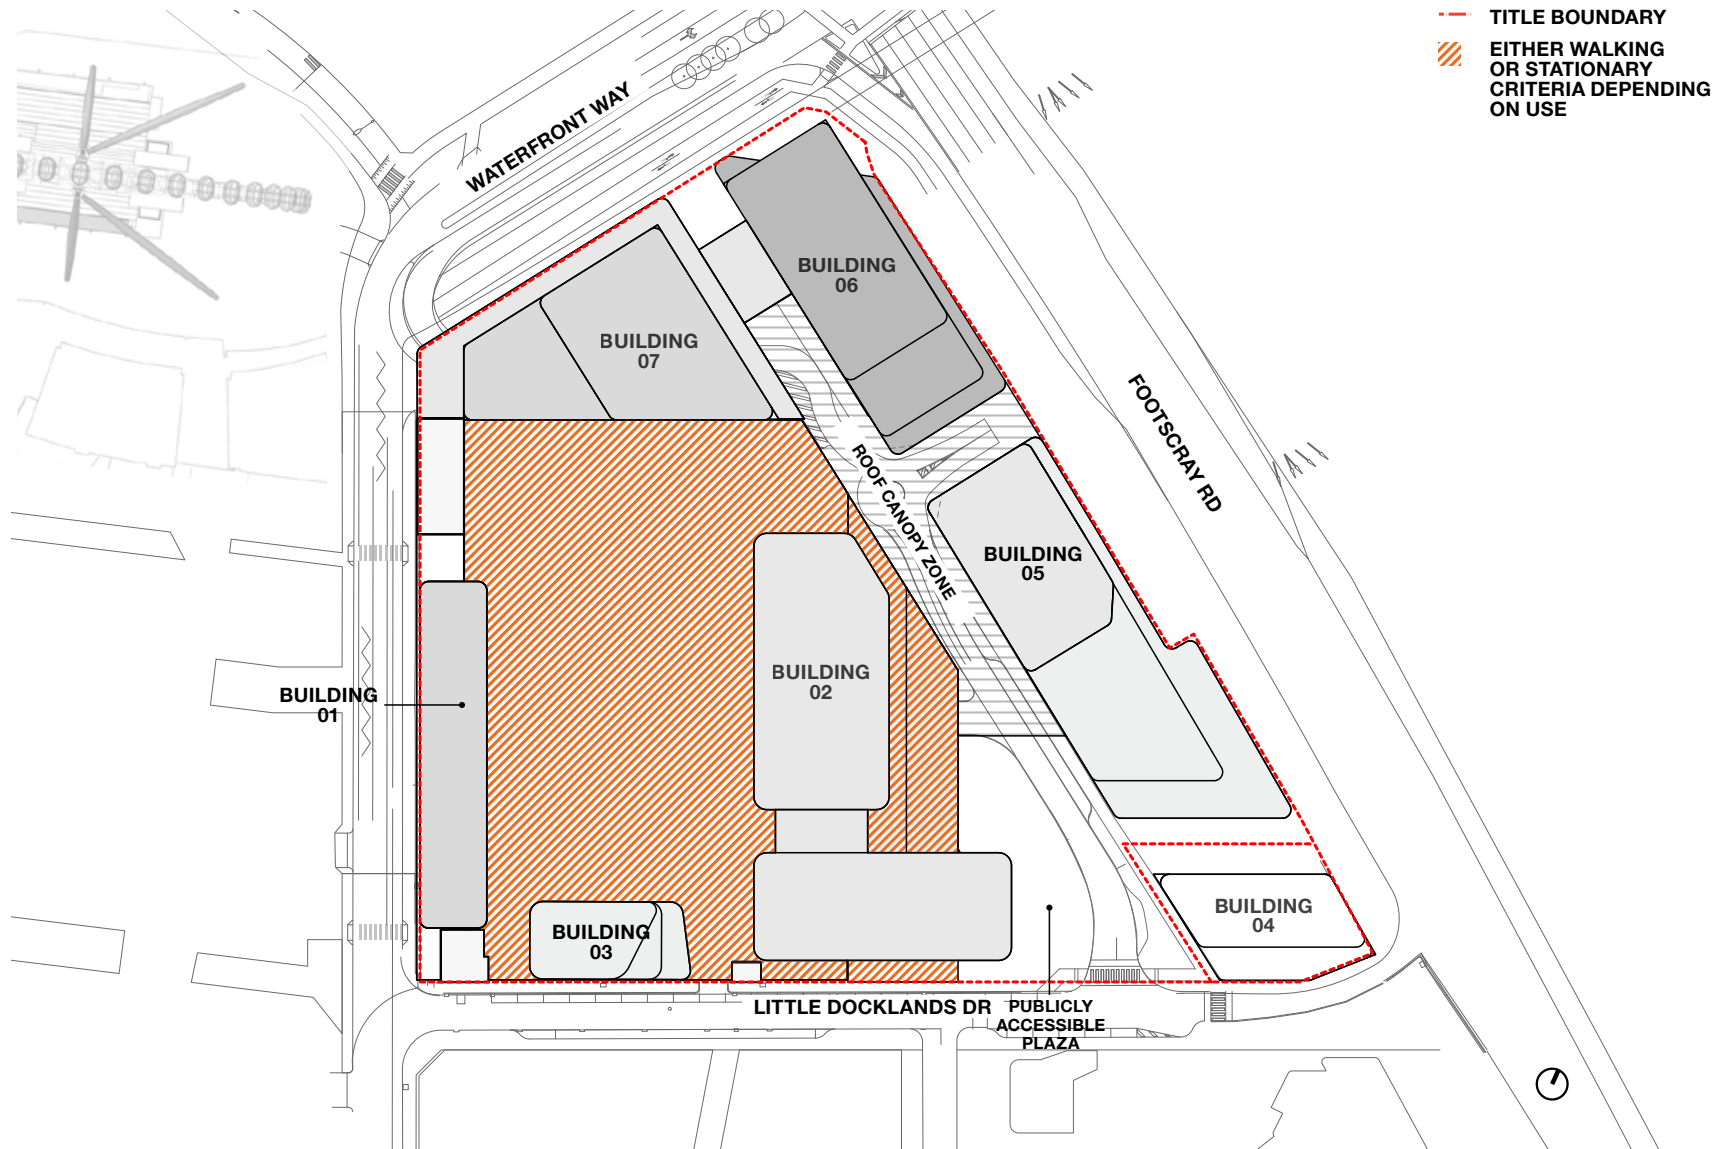 TITLE BOUNDARY
EITHER WALKING
OR STATIONARY
CRITERIA DEPENDING
ON USE
WATERFRONT WAY
BUILDING
06
BUILDING
07
FOOTSCRAY RD
ROOF CANOPY ZONE
BUILDING
05
BUILDING
02
BUILDING
01
BUILDING
04
BUILDING
03
LITTLE DOCKLANDS DR
PUBLICLY
ACCESSIBLE
PLAZA